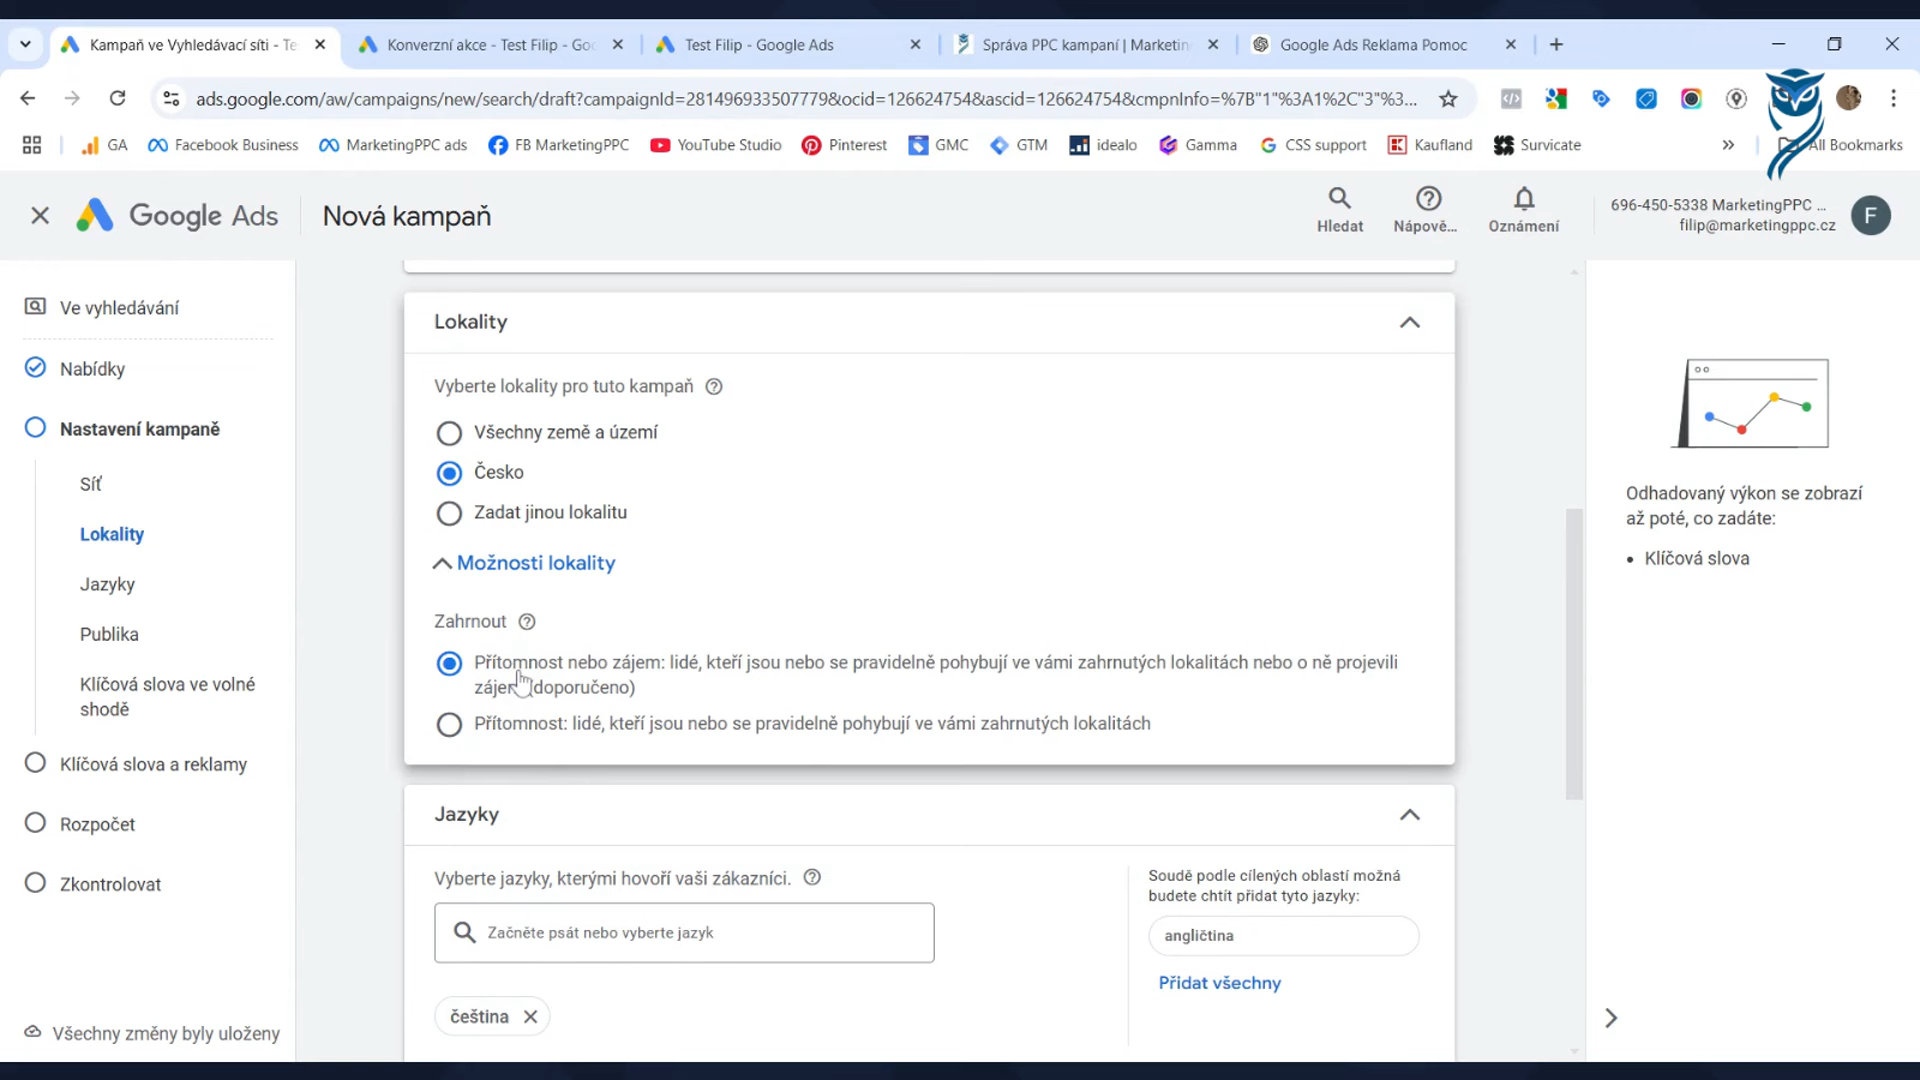 Kampaň ve Vyhledávací síti - Te
Konverzní akce - Test Filip - Goo
Test Filip - Google Ads
Správa PPC kampaní | Marketin
Google Ads Reklama Pomoc
ads.google.com/aw/campaigns/new/search/draft?campaignId=281496933507779&ocid=126624754&ascid=126624754&cmpnInfo=%7B"1"%3A1%2C"3"%3...
GA
Facebook Business
MarketingPPC ads
FB MarketingPPC
YouTube Studio
Pinterest
GMC
GTM
idealo
Gamma
CSS support
Kaufland
Survicate
All Bookmarks
Google Ads
Nová kampaň
Hledat
Nápově...
Oznámení
696-450-5338 MarketingPPC ...
filip@marketingppc.cz
F
Ve vyhledávání
Nabídky
Nastavení kampaně
Síť
Lokality
Jazyky
Publika
Klíčová slova ve volné
shodě
Klíčová slova a reklamy
Rozpočet
Zkontrolovat
Všechny změny byly uloženy
Lokality
Vyberte lokality pro tuto kampaň
Všechny země a území
Česko
Zadat jinou lokalitu
Možnosti lokality
Zahrnout
Přítomnost nebo zájem: lidé, kteří jsou nebo se pravidelně pohybují ve vámi zahrnutých lokalitách nebo o ně projevili
zájem (doporučeno)
Přítomnost: lidé, kteří jsou nebo se pravidelně pohybují ve vámi zahrnutých lokalitách
Jazyky
Vyberte jazyky, kterými hovoří vaši zákazníci.
Začněte psát nebo vyberte jazyk
čeština
Soudě podle cílených oblastí možná
budete chtít přidat tyto jazyky:
angličtina
Přidat všechny
Odhadovaný výkon se zobrazí
až poté, co zadáte:
• Klíčová slova